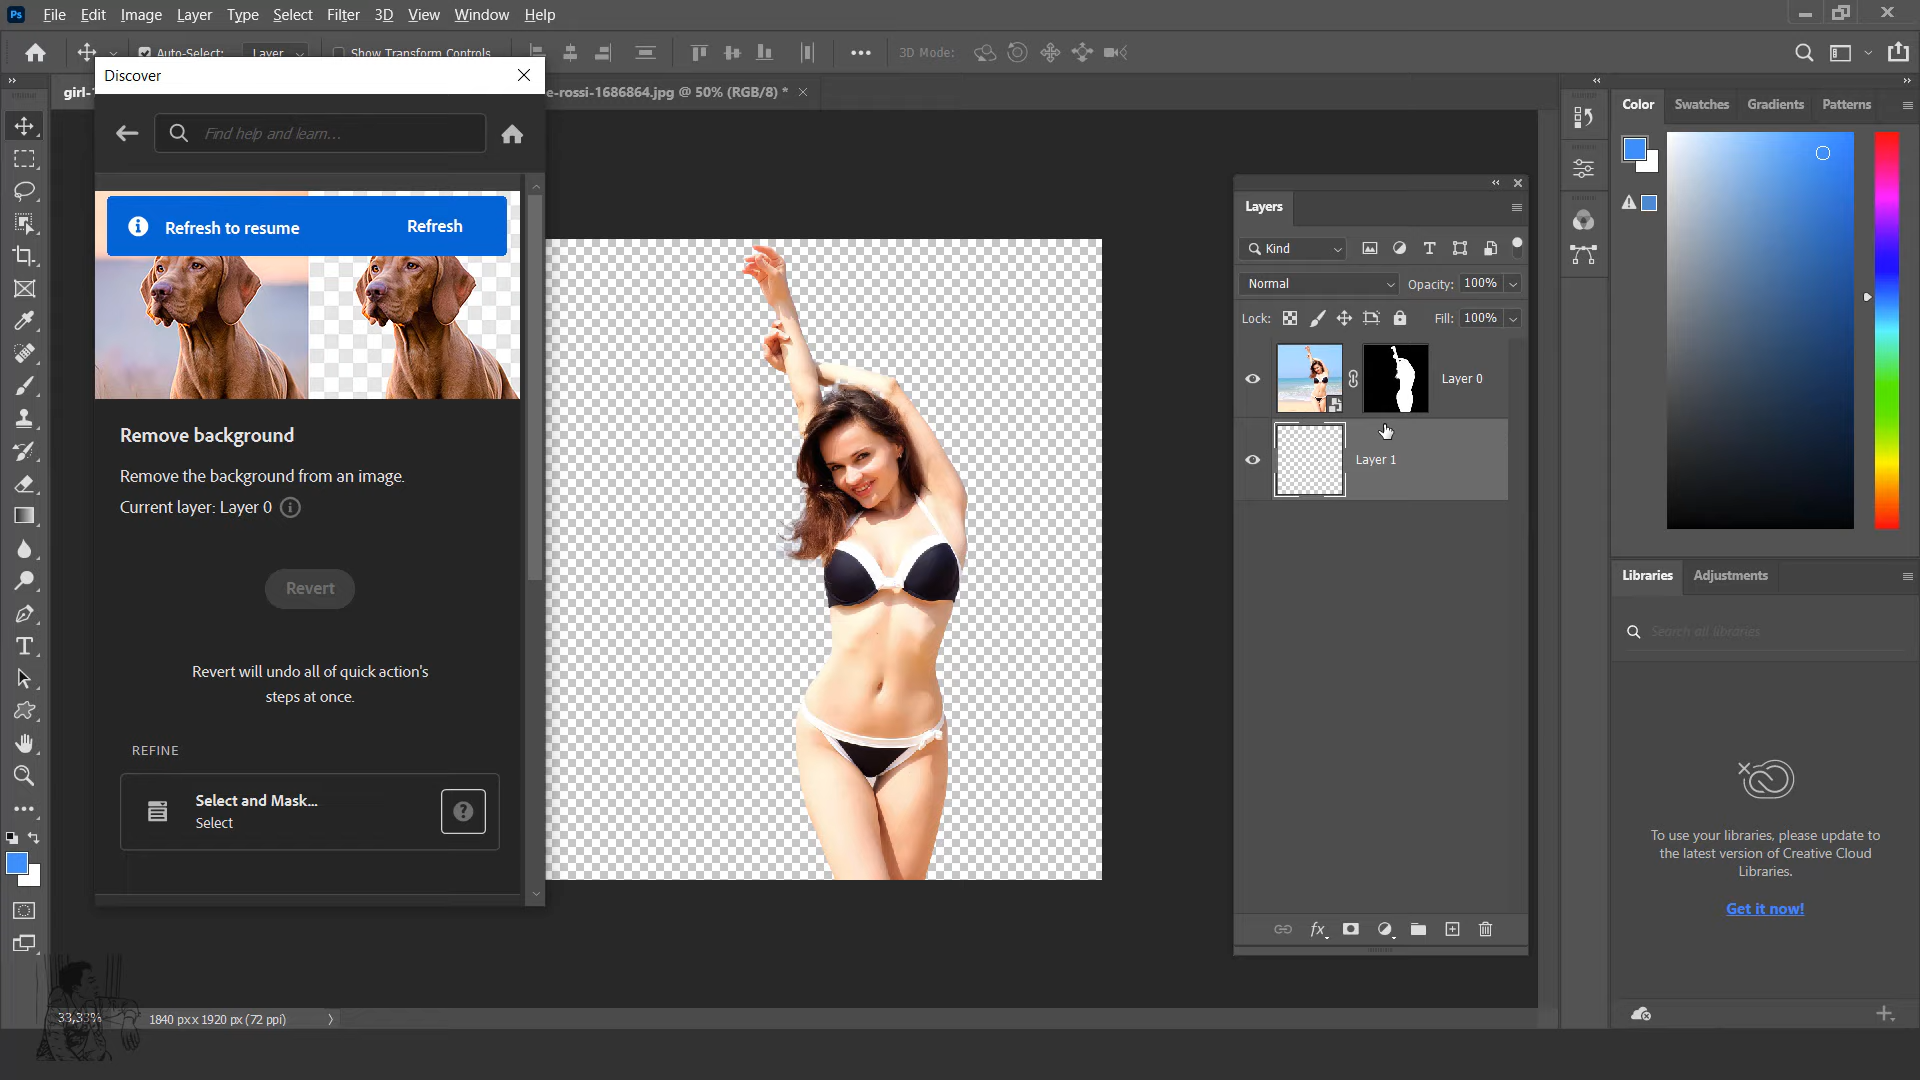 Ps File Edit Image Layer Type Select Filter 3D View Window Help
Auto-Select: Layer Show Transform Controls 3D Mode:
Discover
girl-
e-rossi-1686864.jpg @ 50% (RGB/8) *
Find help and learn...
Refresh to resume Refresh
Remove background
Remove the background from an image.
Current layer: Layer 0
Revert
Revert will undo all of quick action's
steps at once.
REFINE
Select and Mask...
Select
33,33%
1840 px x 1920 px (72 ppi)
Layers
Kind
Normal Opacity: 100%
Lock: Fill: 100%
Layer 0
Layer 1
fx
Color Swatches Gradients Patterns
Libraries Adjustments
Search all libraries
To use your libraries, please update to
the latest version of Creative Cloud
Libraries.
Get it now!